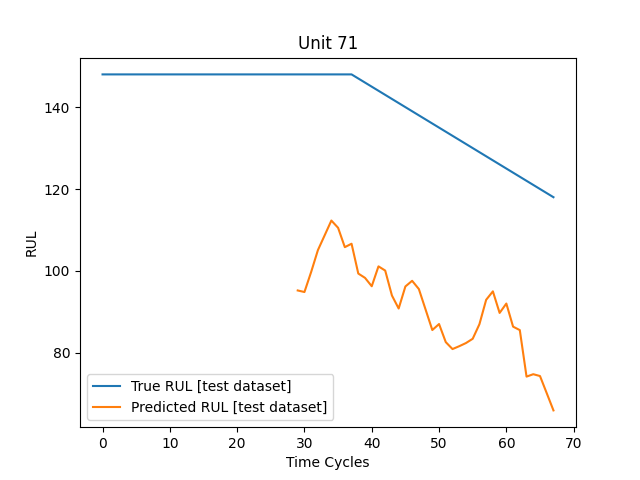 Unit 71
RUL
140
120
100
80
True RUL [test dataset]
Predicted RUL [test dataset]
0 10 20 30 40 50 60 70
Time Cycles